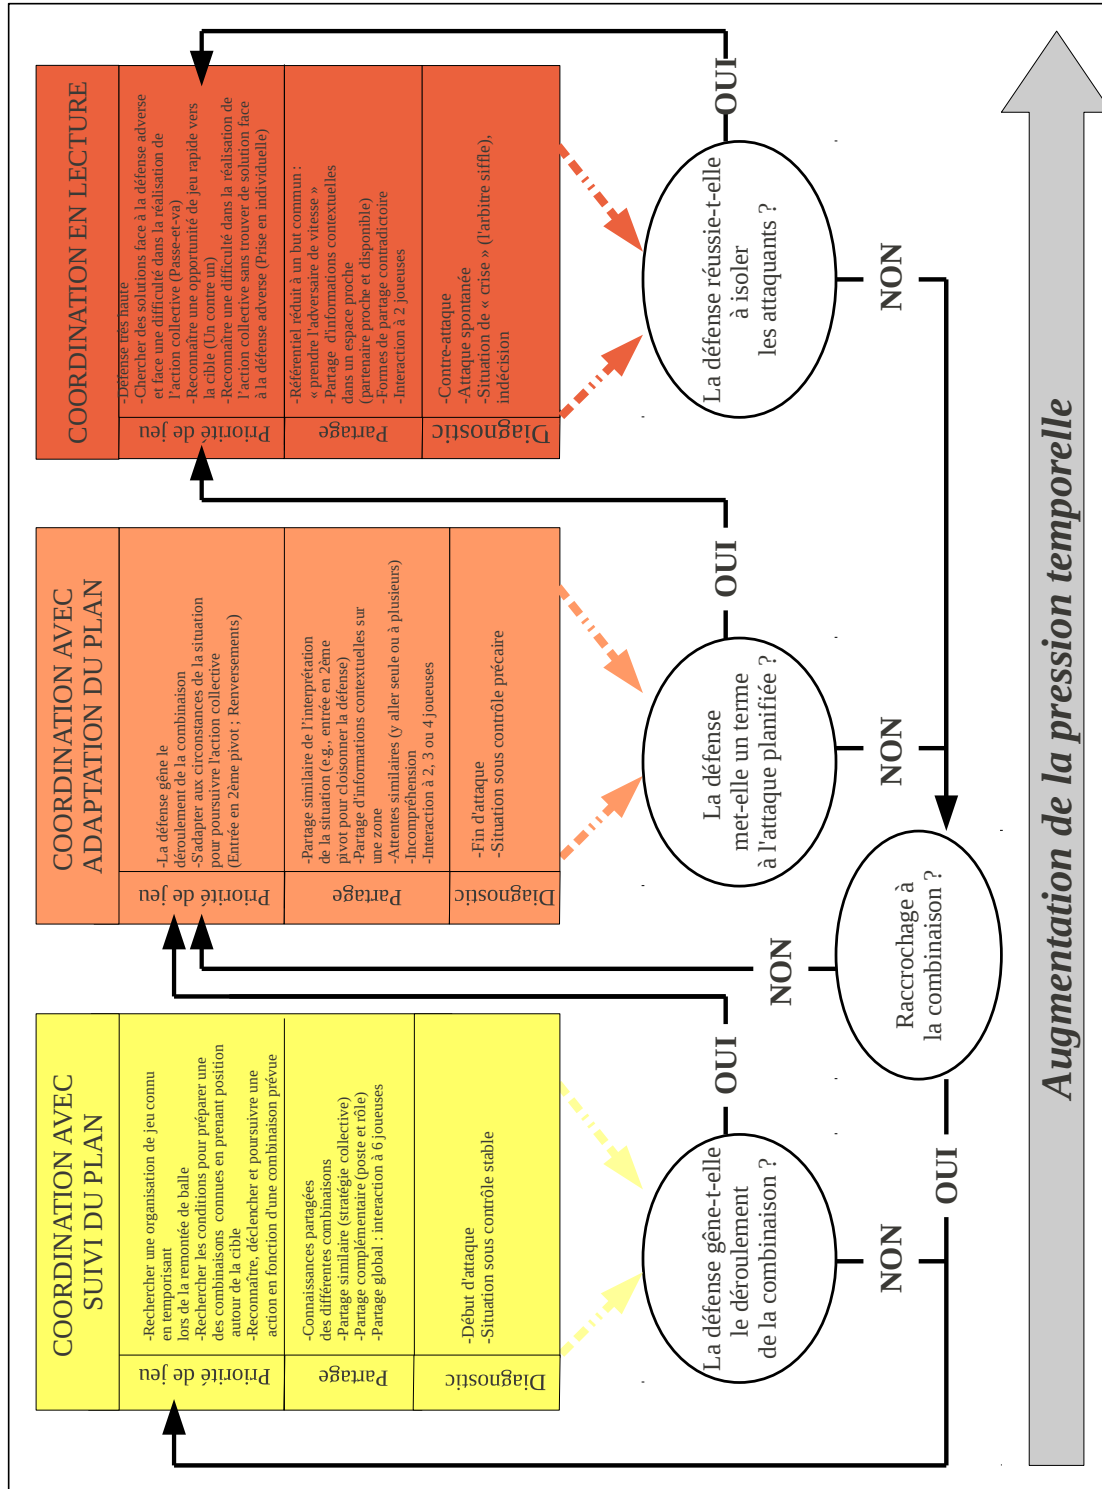 COORDINATION AVEC
SUIVI DU PLAN
Priorité de jeu
-Rechercher une organisation de jeu connu
en temporisant
lors de la remontée de balle
-Rechercher les conditions pour préparer une
des combinaisons connues en prenant position
autour de la cible
-Reconnaître, déclencher et poursuivre une
action en fonction d'une combinaison prévue
Partage
-Connaissances partagées
des différentes combinaisons
-Partage similaire (stratégie collective)
-Partage complémentaire (poste et rôle)
-Partage global : interaction à 6 joueuses
Diagnostic
-Début d'attaque
-Situation sous contrôle stable
COORDINATION AVEC
ADAPTATION DU PLAN
Priorité de jeu
-La défense gêne le
déroulement de la combinaison
-S'adapter aux circonstances de la situation
pour poursuivre l'action collective
(Entrée en 2ème pivot ; Renversements)
Partage
-Partage similaire de l'interprétation
de la situation (e.g., entrée en 2ème
pivot pour cloisonner la défense)
-Partage d'informations contextuelles sur
une zone
-Attentes similaires (y aller seule ou à plusieurs)
-Incompréhension
-Interaction à 2, 3 ou 4 joueuses
Diagnostic
-Fin d'attaque
-Situation sous contrôle précaire
COORDINATION EN LECTURE
Priorité de jeu
-Défense très haute
-Chercher des solutions face à la défense adverse
et face une difficulté dans la réalisation de
l'action collective (Passe-et-va)
-Reconnaître une opportunité de jeu rapide vers
la cible (Un contre un)
-Reconnaître une difficulté dans la réalisation de
l'action collective sans trouver de solution face
à la défense adverse (Prise en individuelle)
Partage
-Référentiel réduit à un but commun :
« prendre l'adversaire de vitesse »
-Partage d'informations contextuelles
dans un espace proche
(partenaire proche et disponible)
-Formes de partage contradictoire
-Interaction à 2 joueuses
Diagnostic
-Contre-attaque
-Attaque spontanée
-Situation de « crise » (l'arbitre siffle),
indécision
La défense gêne-t-elle
le déroulement
de la combinaison ?
OUI
NON
La défense
met-elle un terme
à l'attaque planifiée ?
OUI
NON
La défense réussie-t-elle
à isoler
les attaquants ?
OUI
NON
Raccrochage à
la combinaison ?
NON
OUI
Augmentation de la pression temporelle